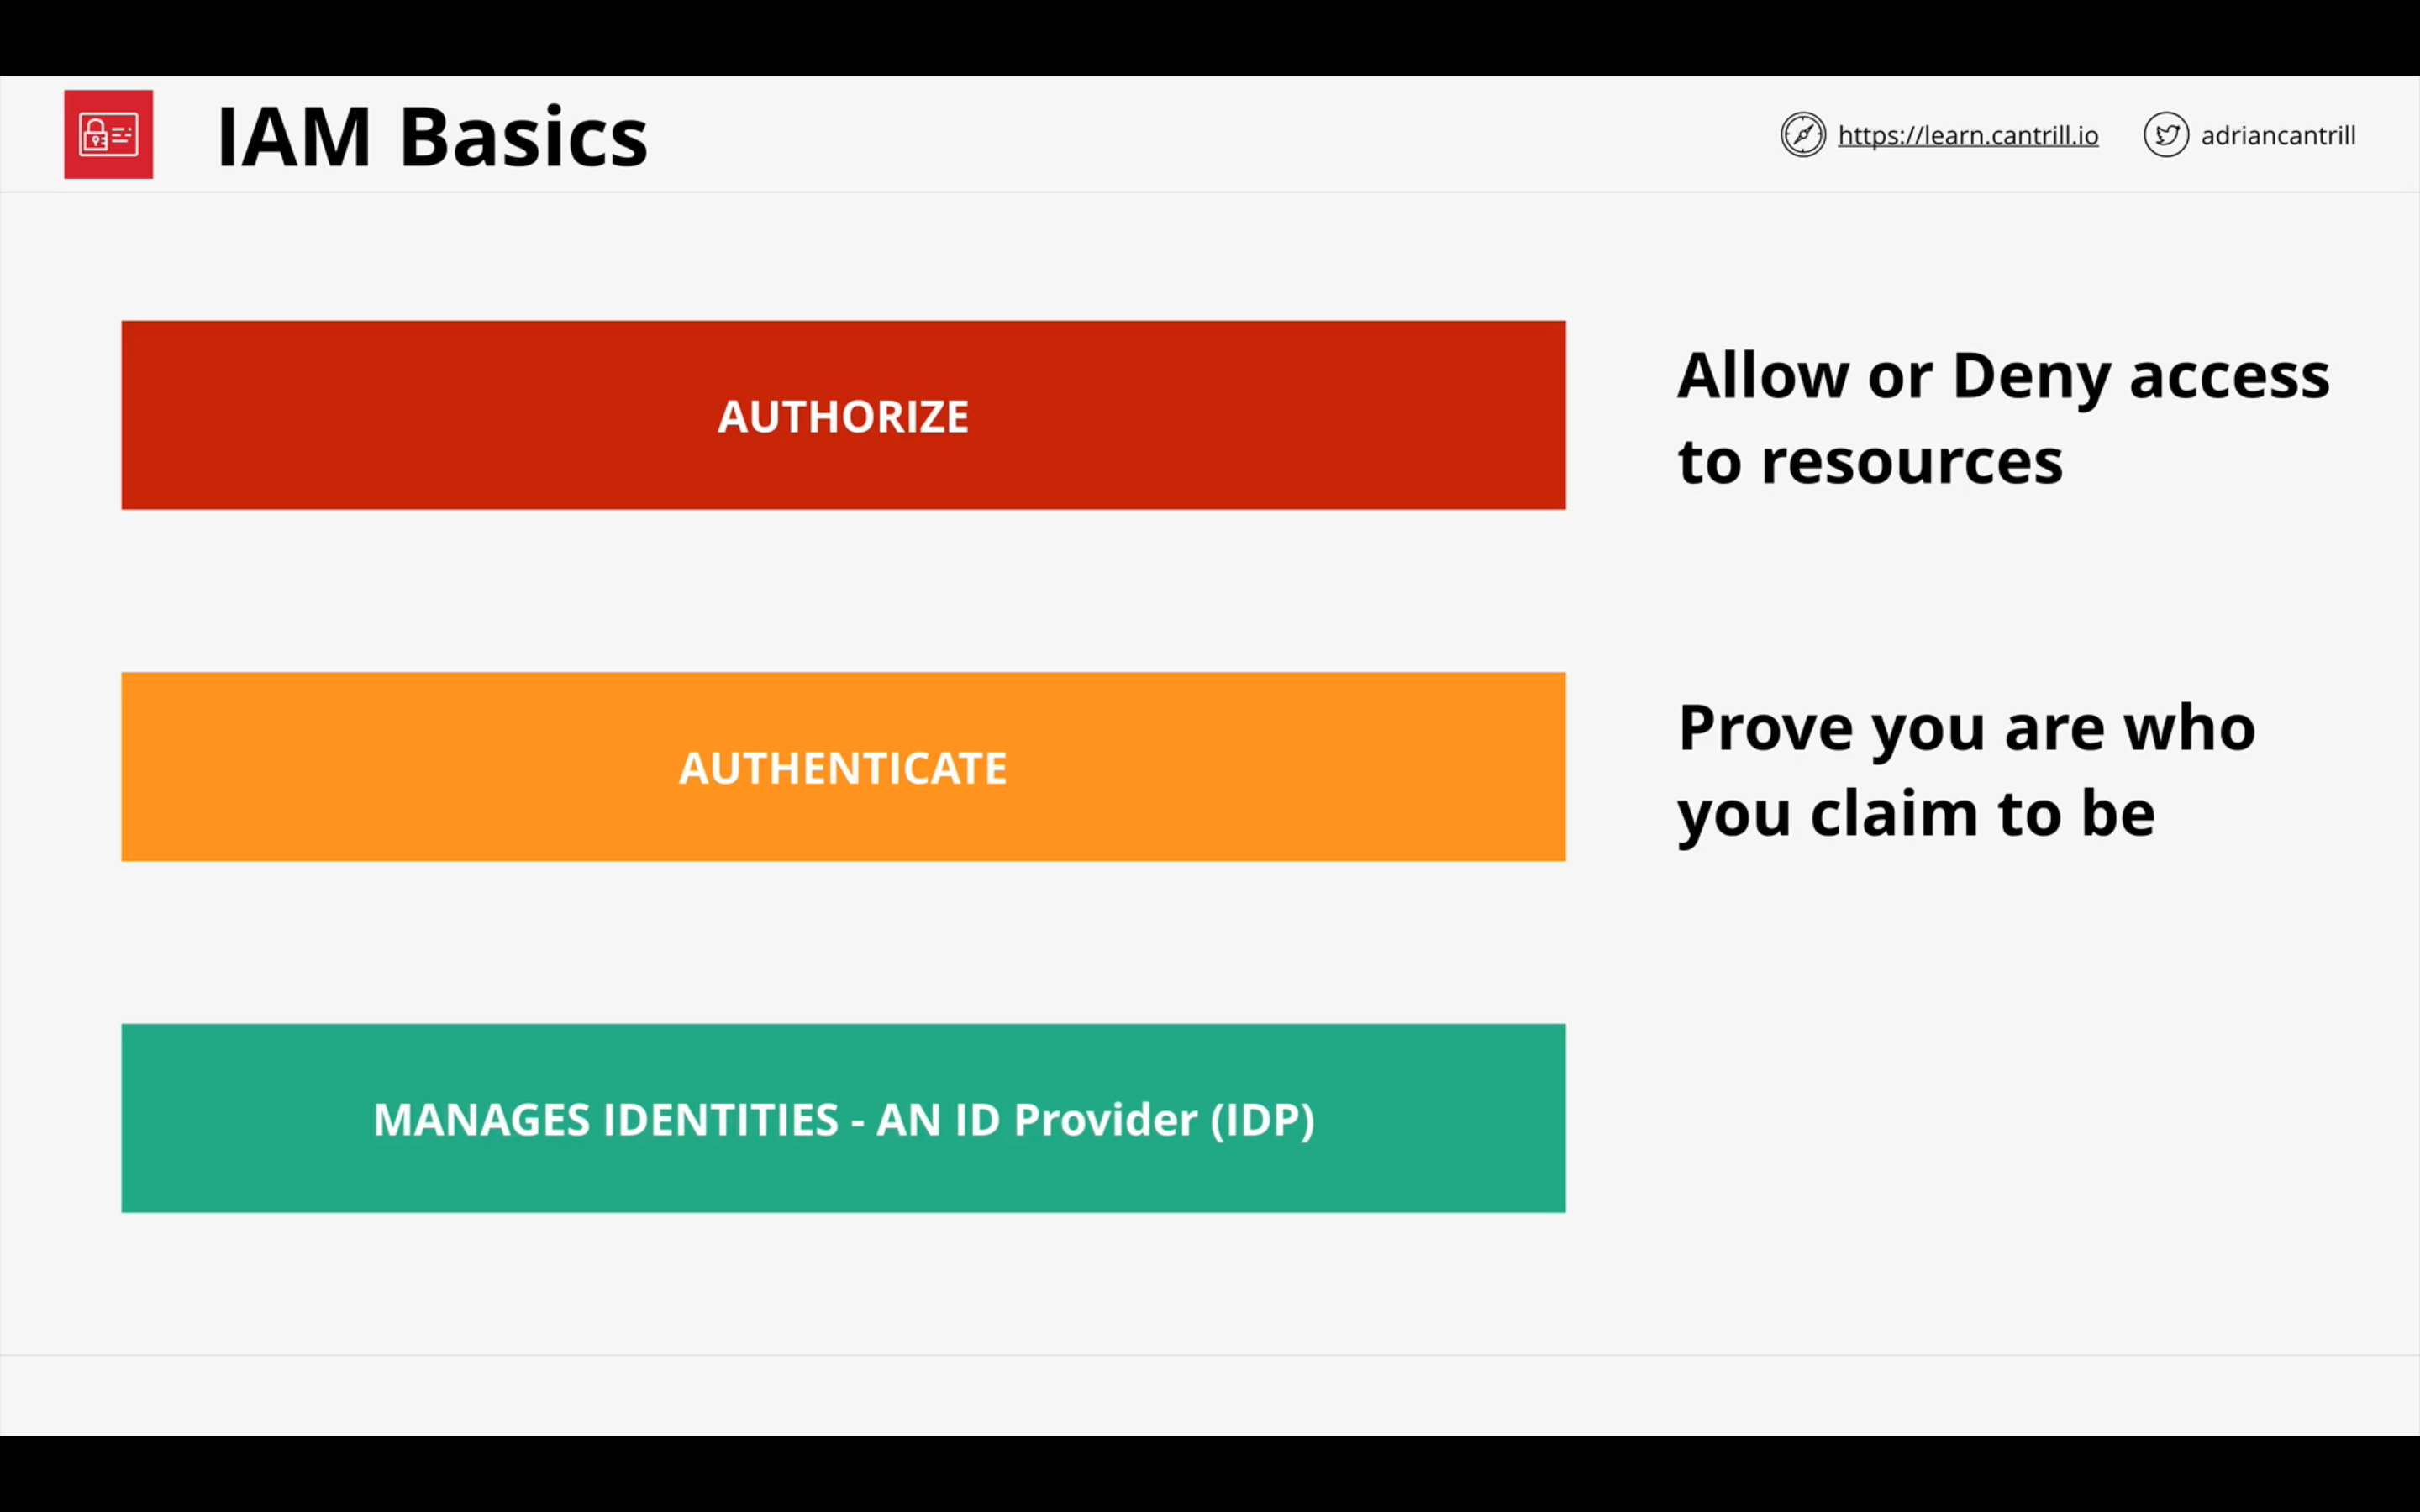 IAM Basics
https://learn.cantrill.io
adriancantrill
AUTHORIZE
Allow or Deny access
to resources
AUTHENTICATE
Prove you are who
you claim to be
MANAGES IDENTITIES - AN ID Provider (IDP)